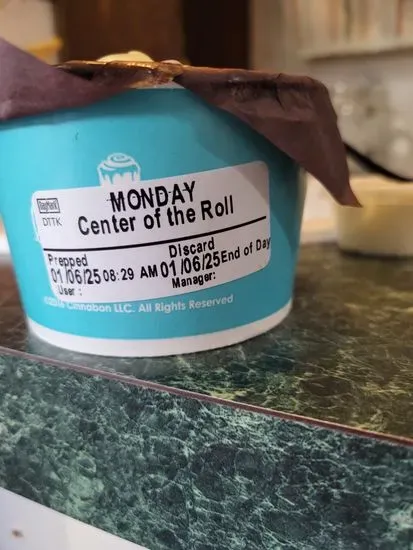 DayMark
DTTK
MONDAY
Center of the Roll
Prepped
01/06/25 08:29 AM
User :
Discard
01/06/25 End of Day
Manager:
Cinnabon LLC. All Rights Reserved